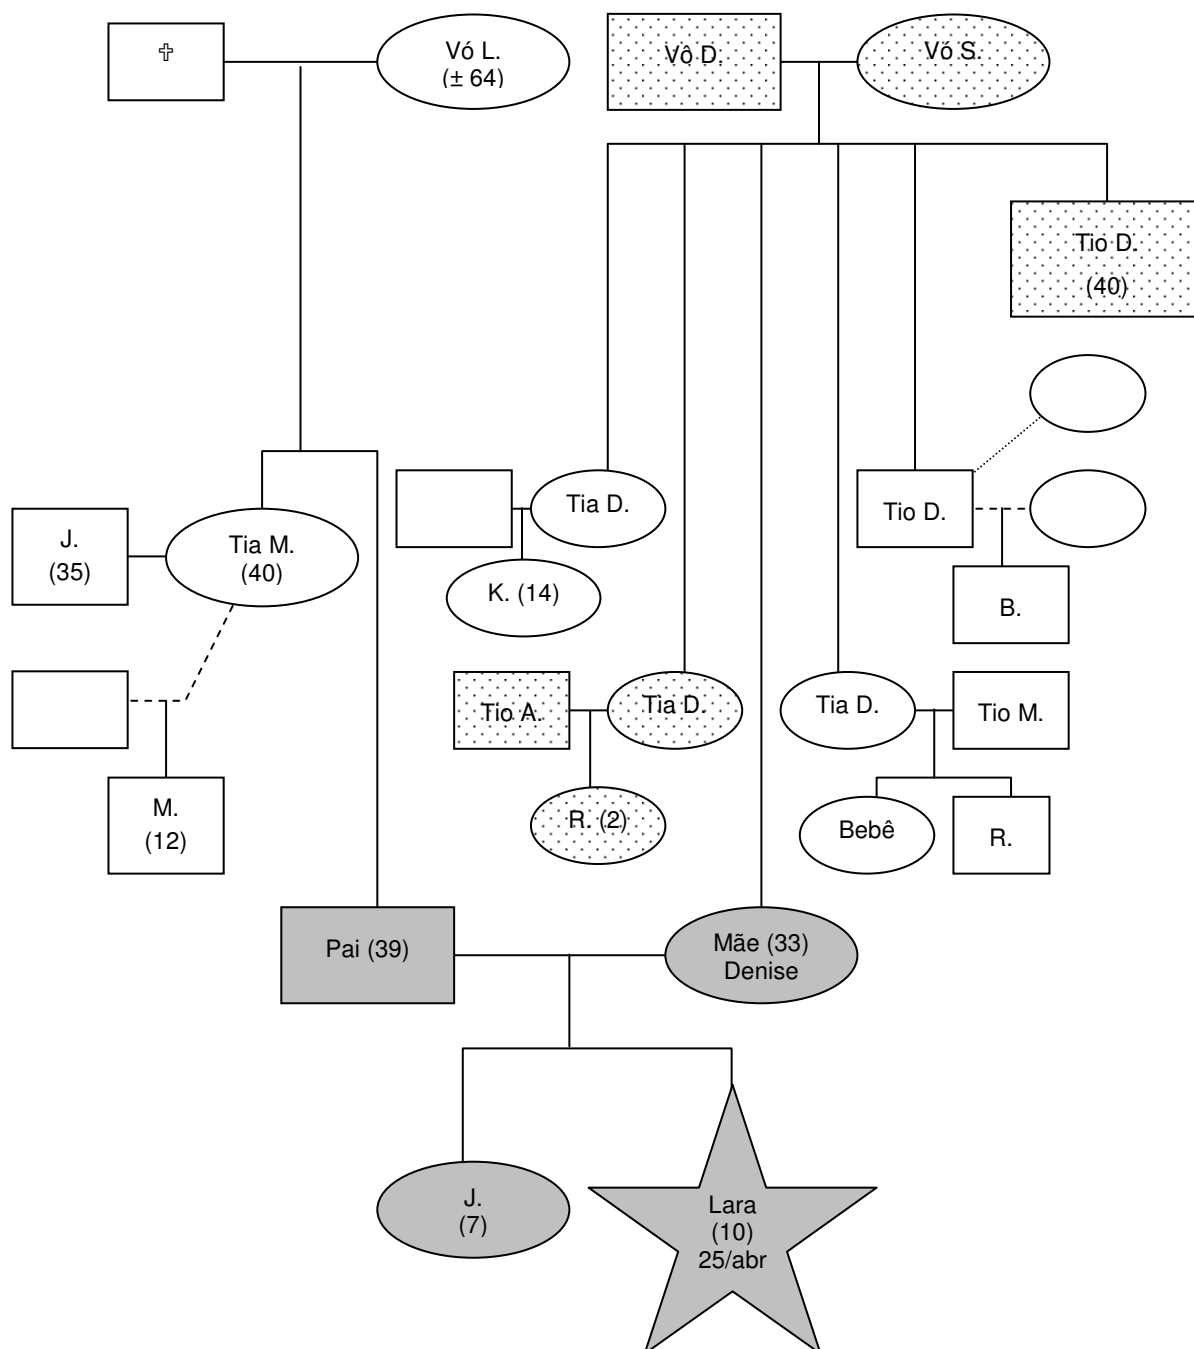 ✞
Vó L.
(± 64)
Vô D.
Vó S.
Tio D.
(40)
J.
(35)
Tia M.
(40)
Tia D.
K. (14)
Tio D.
B.
M.
(12)
Tio A.
Tia D.
R. (2)
Tia D.
Tio M.
Bebê
R.
Pai (39)
Mãe (33)
Denise
J.
(7)
Lara
(10)
25/abr